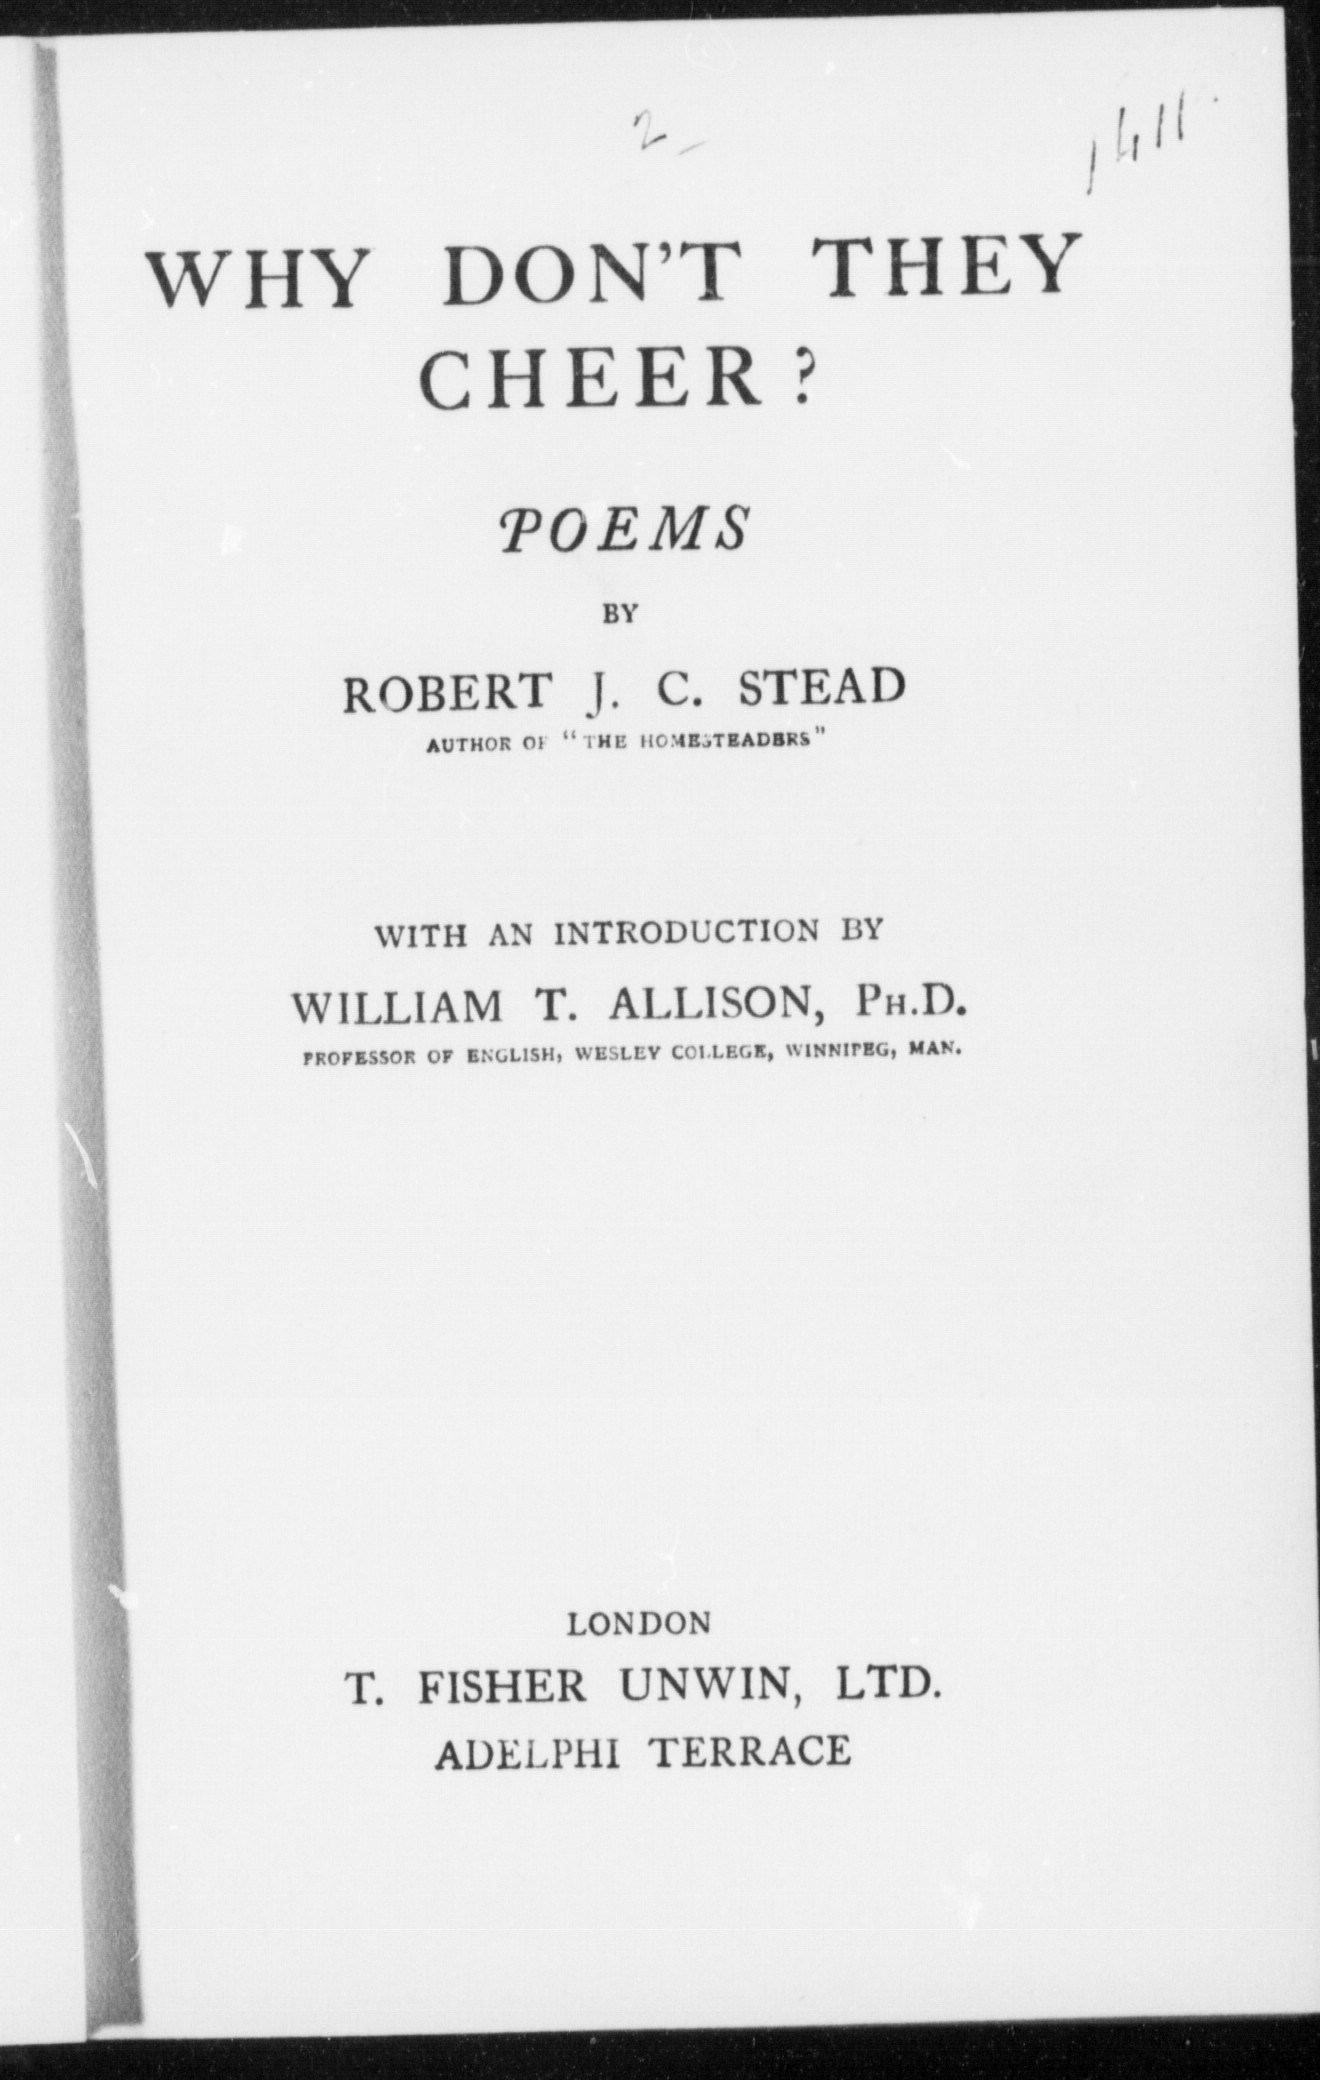 2
WHY DON'T THEY
CHEER?
POEMS
BY
ROBERT J. C. STEAD
AUTHOR OF "THE HOMESTEADERS"
WITH AN INTRODUCTION BY
WILLIAM T. ALLISON, PH.D.
PROFESSOR OF ENGLISH, WESLEY COLLEGE, WINNIPEG, MAN.
LONDON
T. FISHER UNWIN, LTD.
ADELPHI TERRACE